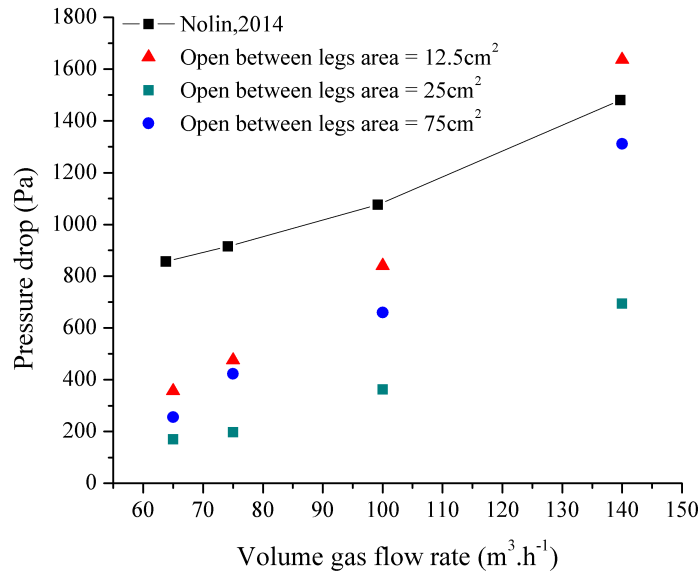 Nolin,2014
Open between legs area = 12.5cm²
Open between legs area = 25cm²
Open between legs area = 75cm²
Pressure drop (Pa)
1800
1600
1400
1200
1000
800
600
400
200
0
60 70 80 90 100 110 120 130 140 150
Volume gas flow rate (m³.h⁻¹)